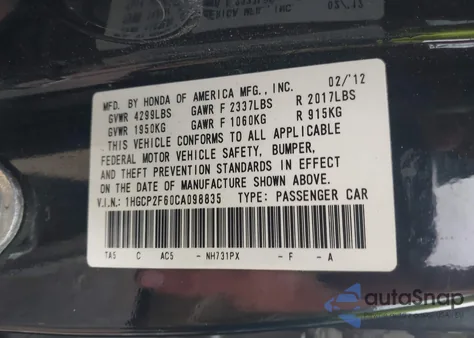 02/12
MFD. BY HONDA OF AMERICA MFG., INC. 02/'12
GVWR 4299LBS GAWR F 2337LBS R 2017LBS
GVWR 1950KG GAWR F 1060KG R 915KG
THIS VEHICLE CONFORMS TO ALL APPLICABLE
FEDERAL MOTOR VEHICLE SAFETY, BUMPER,
AND THEFT PREVENTION STANDARDS IN EFFECT
ON THE DATE OF MANUFACTURE SHOWN ABOVE.
V.I.N: 1HGCP2F60CA098835 TYPE: PASSENGER CAR
TA5 C AC5 - NH731PX - F - A
autoSnap